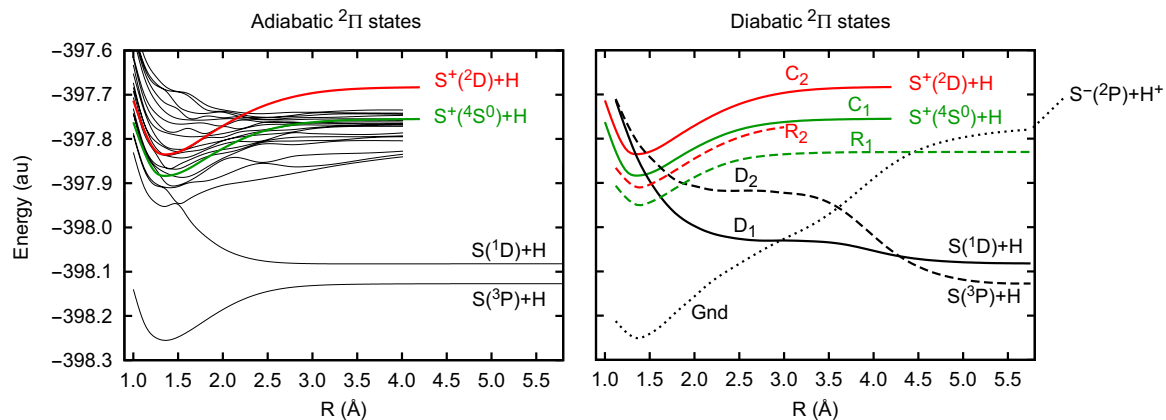 Adiabatic ²Π states
Energy (au)
−397.6
−397.7
−397.8
−397.9
−398.0
−398.1
−398.2
−398.3
S⁺(²D)+H
S⁺(⁴S⁰)+H
S(¹D)+H
S(³P)+H
1.0 1.5 2.0 2.5 3.0 3.5 4.0 4.5 5.0 5.5
R (Å)
Diabatic ²Π states
C₂
S⁺(²D)+H
S⁻(²P)+H⁺
C₁
S⁺(⁴S⁰)+H
R₂
R₁
D₂
D₁
S(¹D)+H
S(³P)+H
Gnd
1.0 1.5 2.0 2.5 3.0 3.5 4.0 4.5 5.0 5.5
R (Å)